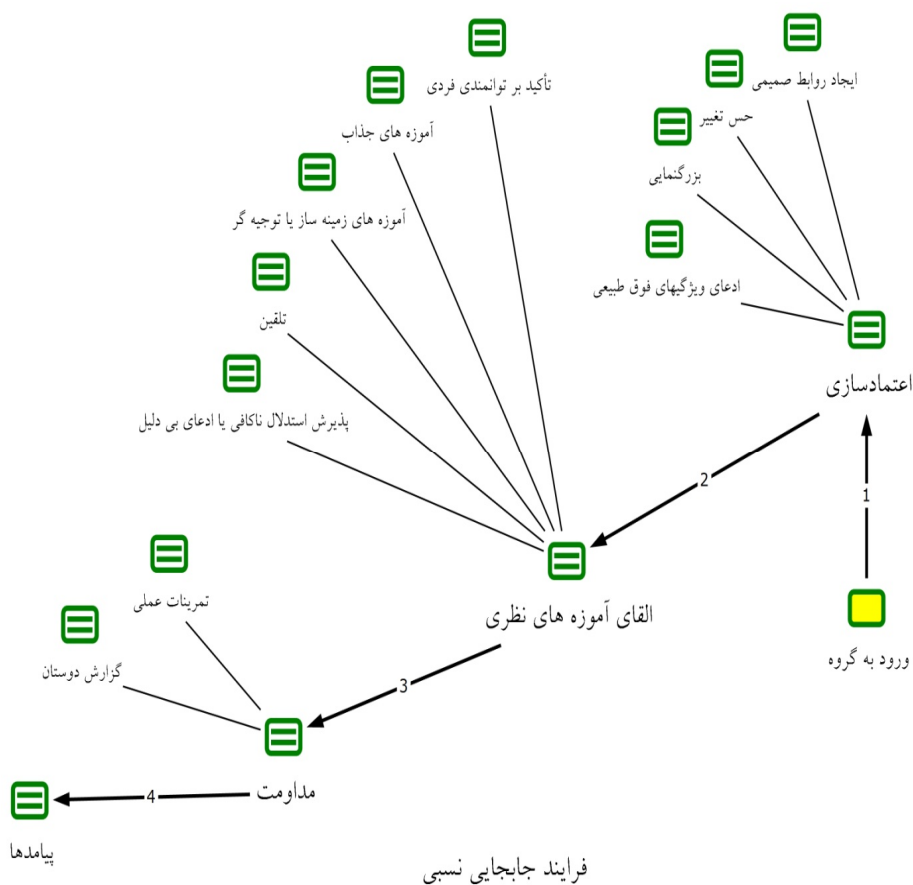 ایجاد روابط صمیمی
حس تغییر
بزرگنمایی
ادعای ویژگیهای فوق طبیعی
اعتمادسازی
1
ورود به گروه
2
تأکید بر توانمندی فردی
آموزه های جذاب
آموزه های زمینه ساز یا توجیه گر
تلقین
پذیرش استدلال ناکافی یا ادعای بی دلیل
القای آموزه های نظری
3
تمرینات عملی
گزارش دوستان
مداومت
4
پیامدها
فرایند جابجایی نسبی